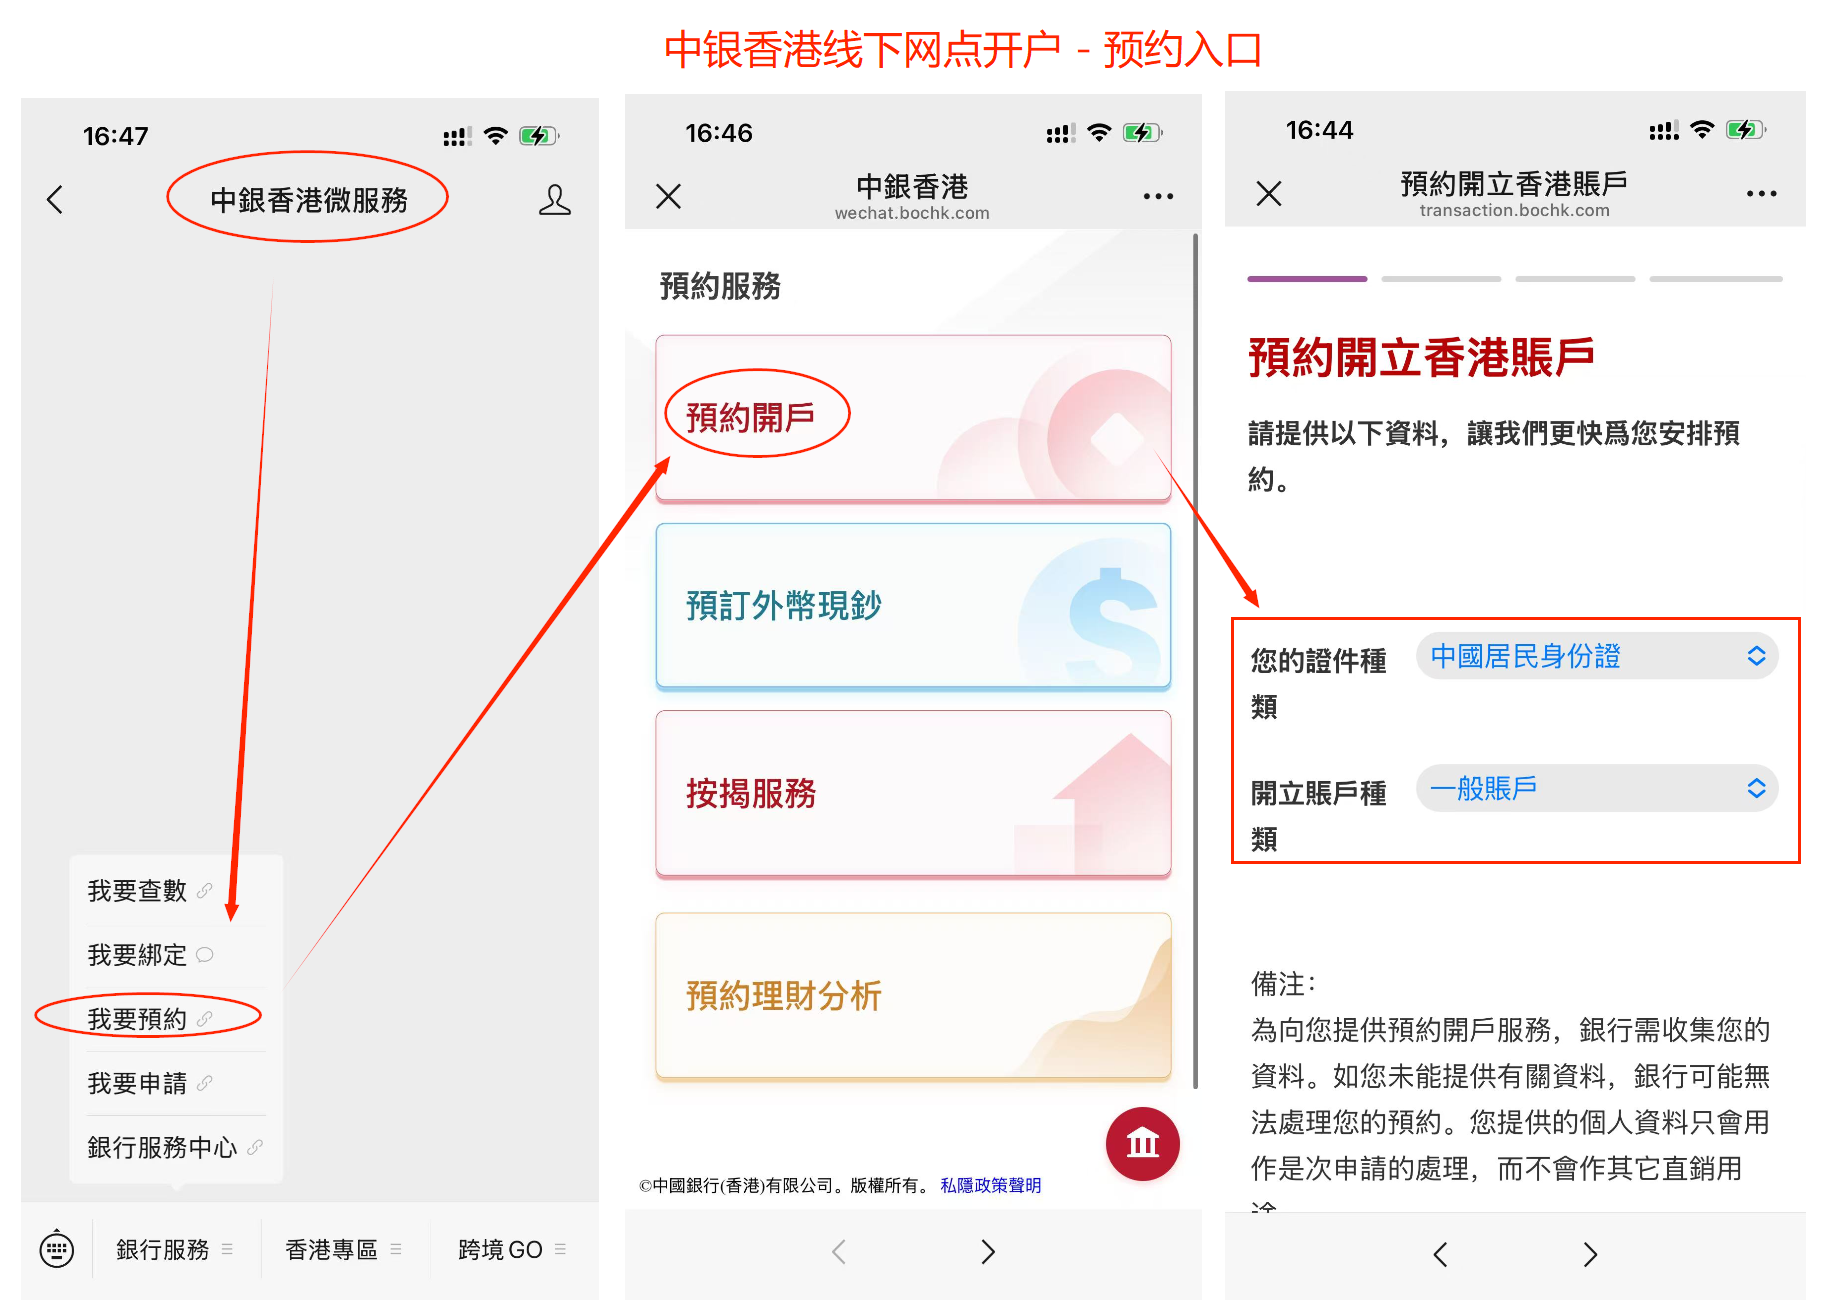 中银香港线下网点开户 - 预约入口
16:47
中銀香港微服務
我要查數
我要綁定
我要預約
我要申請
銀行服務中心
銀行服務
香港專區
跨境GO
16:46
中銀香港
wechat.bochk.com
預約服務
預約開戶
預訂外幣現鈔
按揭服務
預約理財分析
©中國銀行(香港)有限公司。版權所有。 私隱政策聲明
16:44
預約開立香港賬戶
transaction.bochk.com
預約開立香港賬戶
請提供以下資料，讓我們更快爲您安排預
約。
您的證件種
類
中國居民身份證
開立賬戶種
類
一般賬戶
備注：
為向您提供預約開戶服務，銀行需收集您的
資料。如您未能提供有關資料，銀行可能無
法處理您的預約。您提供的個人資料只會用
作是次申請的處理，而不會作其它直銷用